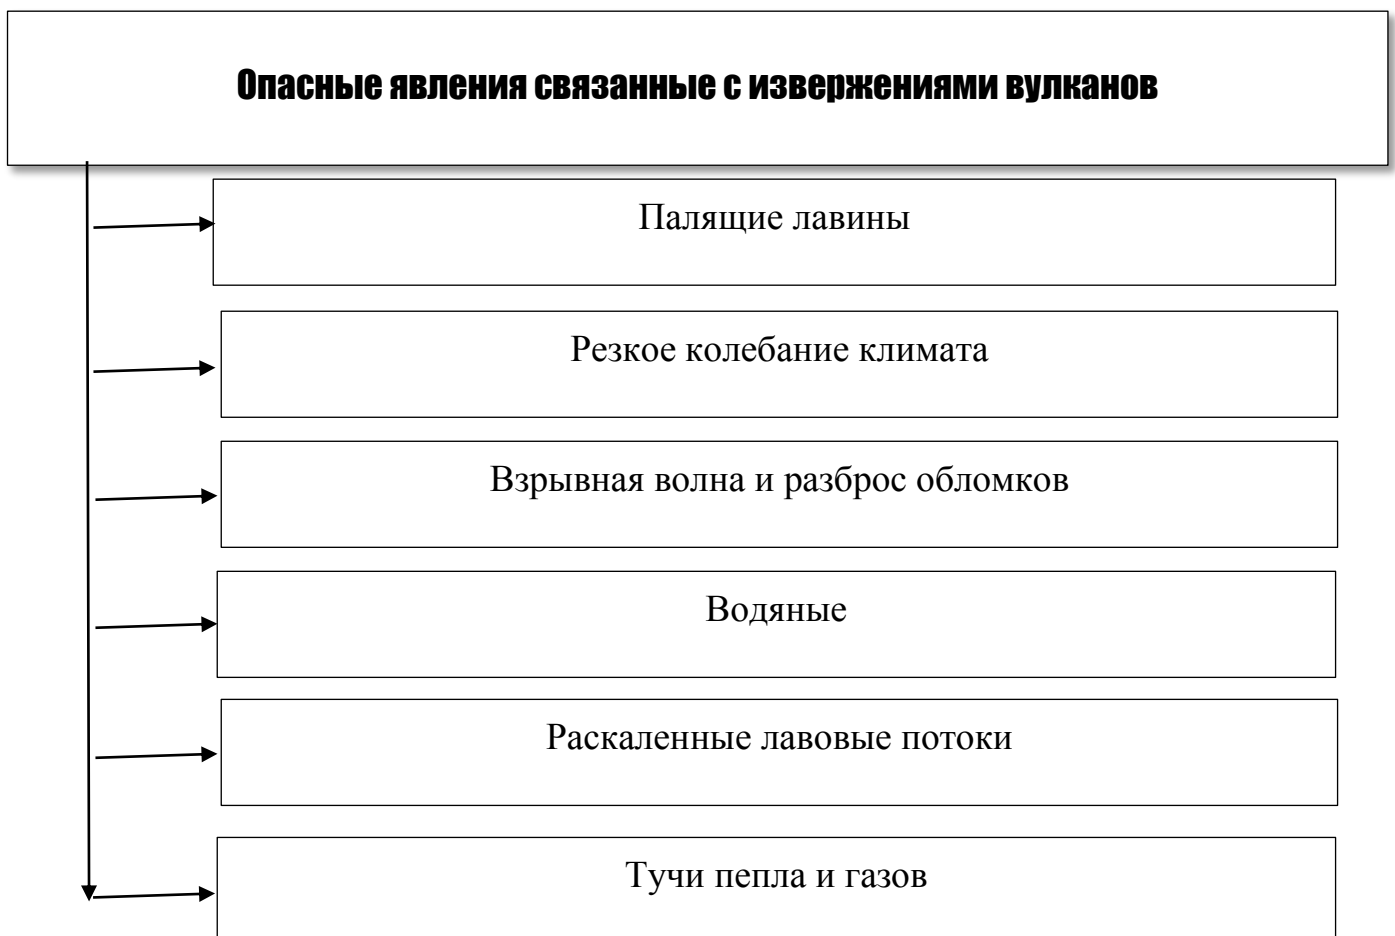 Опасные явления связанные с извержениями вулканов
Палящие лавины
Резкое колебание климата
Взрывная волна и разброс обломков
Водяные
Раскаленные лавовые потоки
Тучи пепла и газов